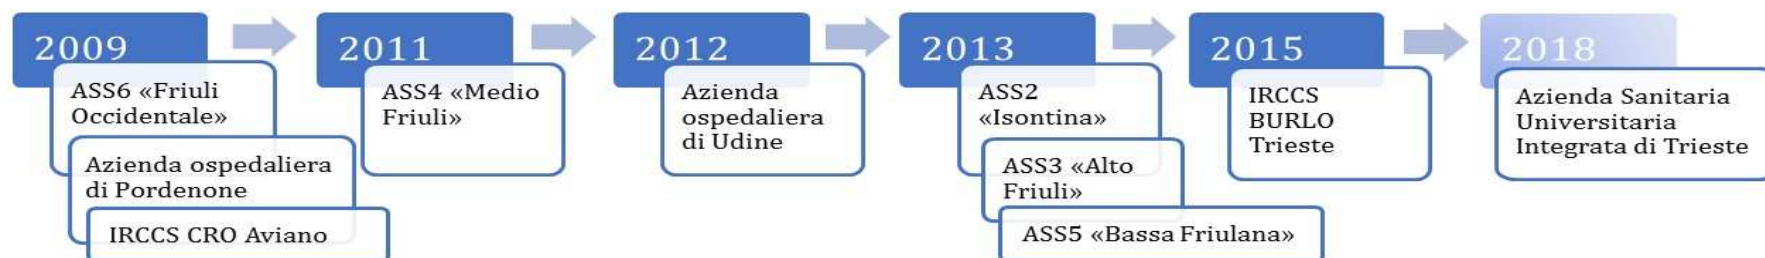 2009
ASS6 «Friuli
Occidentale»
Azienda ospedaliera
di Pordenone
IRCCS CRO Aviano
2011
ASS4 «Medio
Friuli»
2012
Azienda
ospedaliera
di Udine
2013
ASS2
«Isontina»
ASS3 «Alto
Friuli»
ASS5 «Bassa Friulana»
2015
IRCCS
BURLO
Trieste
2018
Azienda Sanitaria
Universitaria
Integrata di Trieste